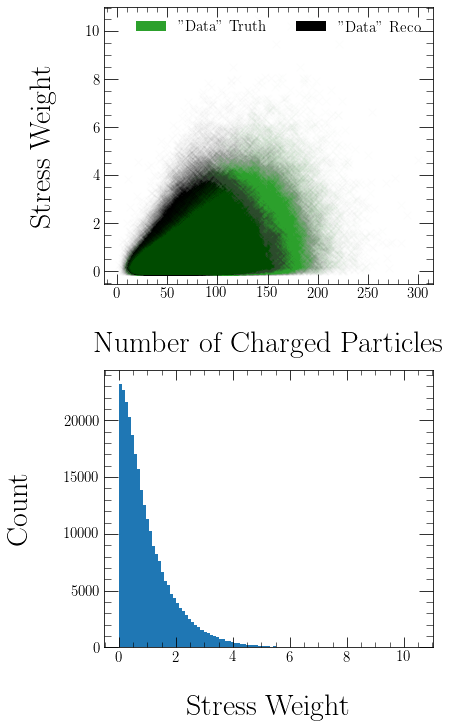 "Data" Truth "Data" Reco
10
8
6
4
2
0
Stress Weight
0 50 100 150 200 250 300
Number of Charged Particles
20000
15000
10000
5000
0
Count
0 2 4 6 8 10
Stress Weight